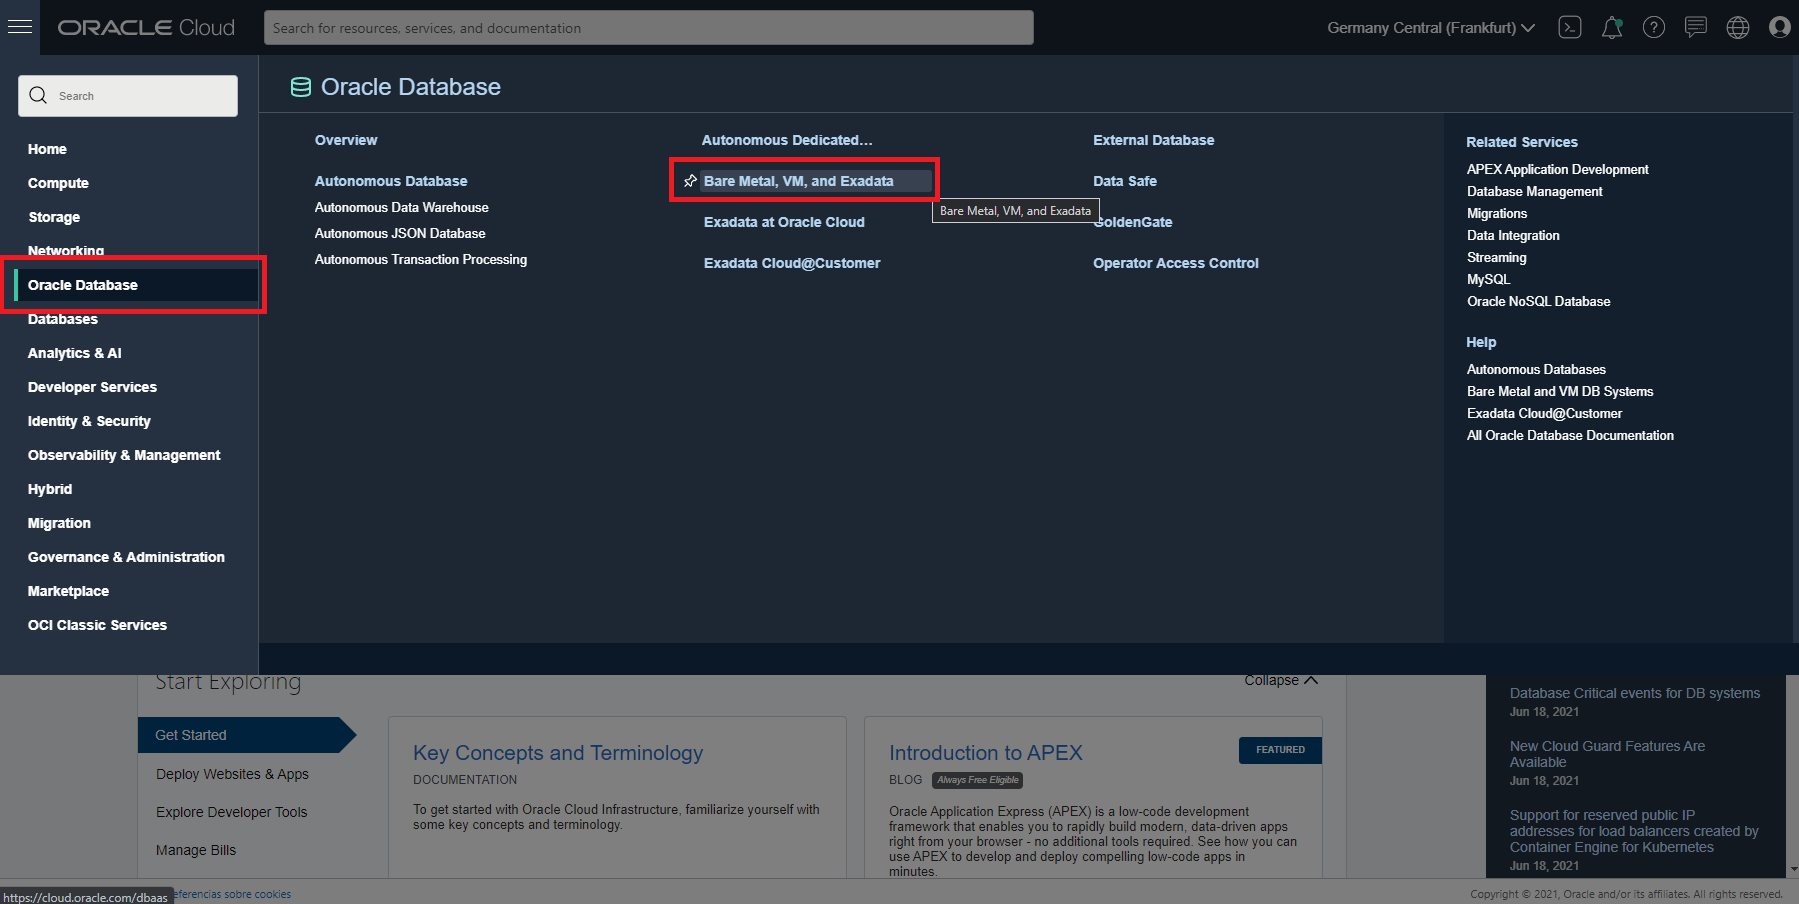 ORACLE Cloud
Search for resources, services, and documentation
Germany Central (Frankfurt)
Search
Home
Compute
Storage
Networking
Oracle Database
Databases
Analytics & AI
Developer Services
Identity & Security
Observability & Management
Hybrid
Migration
Governance & Administration
Marketplace
OCI Classic Services
Oracle Database
Overview
Autonomous Database
Autonomous Data Warehouse
Autonomous JSON Database
Autonomous Transaction Processing
Autonomous Dedicated...
Bare Metal, VM, and Exadata
Bare Metal, VM, and Exadata
Exadata at Oracle Cloud
Exadata Cloud@Customer
External Database
Data Safe
GoldenGate
Operator Access Control
Related Services
APEX Application Development
Database Management
Migrations
Data Integration
Streaming
MySQL
Oracle NoSQL Database
Help
Autonomous Databases
Bare Metal and VM DB Systems
Exadata Cloud@Customer
All Oracle Database Documentation
Start Exploring
Collapse
Get Started
Deploy Websites & Apps
Explore Developer Tools
Manage Bills
Key Concepts and Terminology
DOCUMENTATION
To get started with Oracle Cloud Infrastructure, familiarize yourself with
some key concepts and terminology.
Introduction to APEX
FEATURED
BLOG Always Free Eligible
Oracle Application Express (APEX) is a low-code development
framework that enables you to rapidly build modern, data-driven apps
right from your browser - no additional tools required. See how you can
use APEX to develop and deploy compelling low-code apps in
minutes.
Database Critical events for DB systems
Jun 18, 2021
New Cloud Guard Features Are
Available
Jun 18, 2021
Support for reserved public IP
addresses for load balancers created by
Container Engine for Kubernetes
Jun 18, 2021
https://cloud.oracle.com/dbaas
eferencias sobre cookies
Copyright © 2021, Oracle and/or its affiliates. All rights reserved.